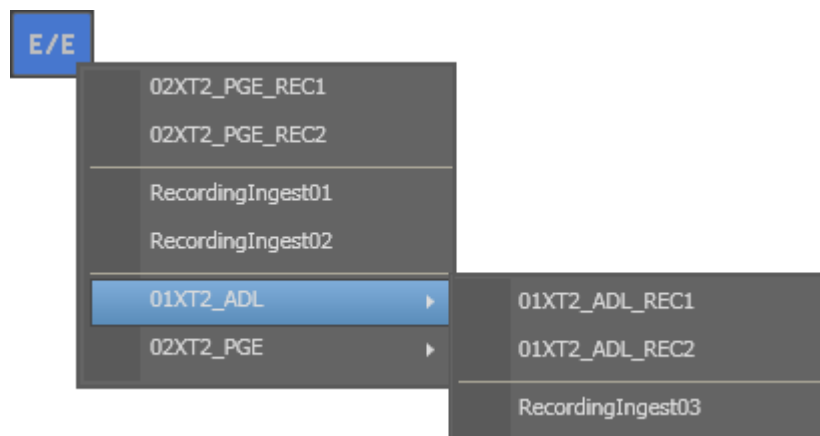 E/E
02XT2_PGE_REC1
02XT2_PGE_REC2
RecordingIngest01
RecordingIngest02
01XT2_ADL
02XT2_PGE
01XT2_ADL_REC1
01XT2_ADL_REC2
RecordingIngest03